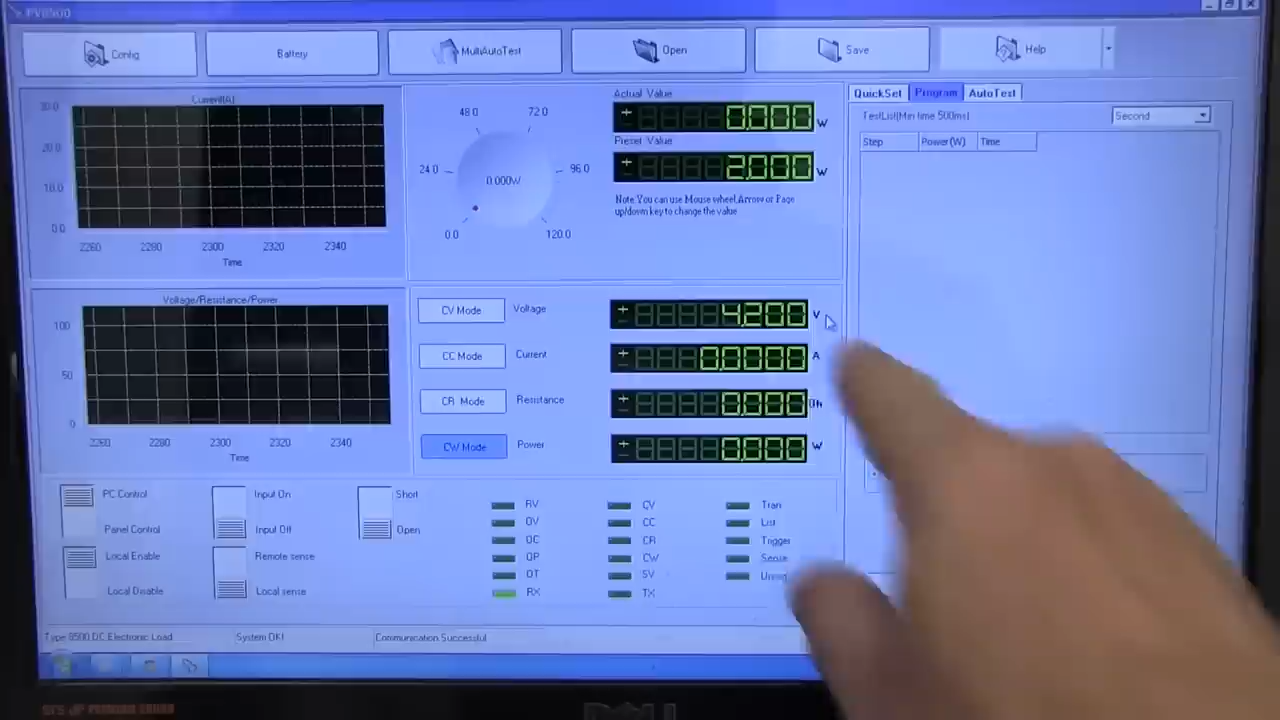 PV8500
Config
Battery
MultiAutoTest
Open
Save
Help
Current(A)
30.0
20.0
10.0
0.0
2260 2280 2300 2320 2340
Time
48.0 72.0
24.0 96.0
0.000W
0.0 120.0
Actual Value
0.000 W
Preset Value
2.000 W
Note:You can use Mouse wheel,Arrow or Page
up/down key to change the value
QuickSet Program AutoTest
TestList(Min time 500ms) Second
Step Power(W) Time
Voltage/Resistance/Power
100
50
0
2260 2280 2300 2320 2340
Time
CV Mode Voltage 4.200 V
CC Mode Current 0.0000 A
CR Mode Resistance 0.000 Oh
CW Mode Power 0.000 W
PC Control
Panel Control
Local Enable
Local Disable
Input On
Input Off
Remote sense
Local sense
Short
Open
RV CV Tran
OV CC List
OC CR Trigger
OP CW Sense
OT SV
RX TX
Type 8500 DC Electronic Load System OK! Communication Successful
DELL